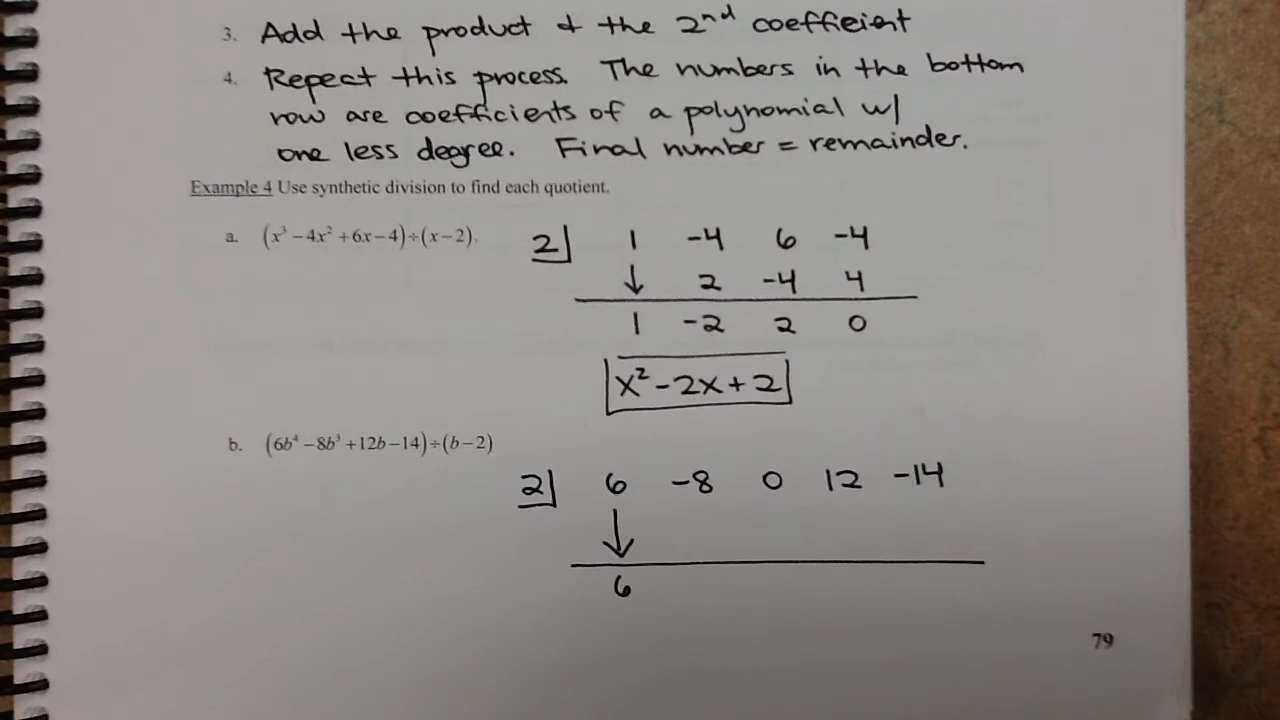 3. Add the product & the 2nd coefficient
4. Repeat this process. The numbers in the bottom
row are coefficients of a polynomial w/
one less degree. Final number = remainder.
Example 4 Use synthetic division to find each quotient.
a. (x³ – 4x² + 6x – 4) ÷ (x – 2).
2 | 1 -4 6 -4
↓ 2 -4 4
1 -2 2 0
x² - 2x + 2
b. (6b⁴ – 8b³ + 12b – 14) ÷ (b – 2)
2 | 6 -8 0 12 -14
↓
6
79